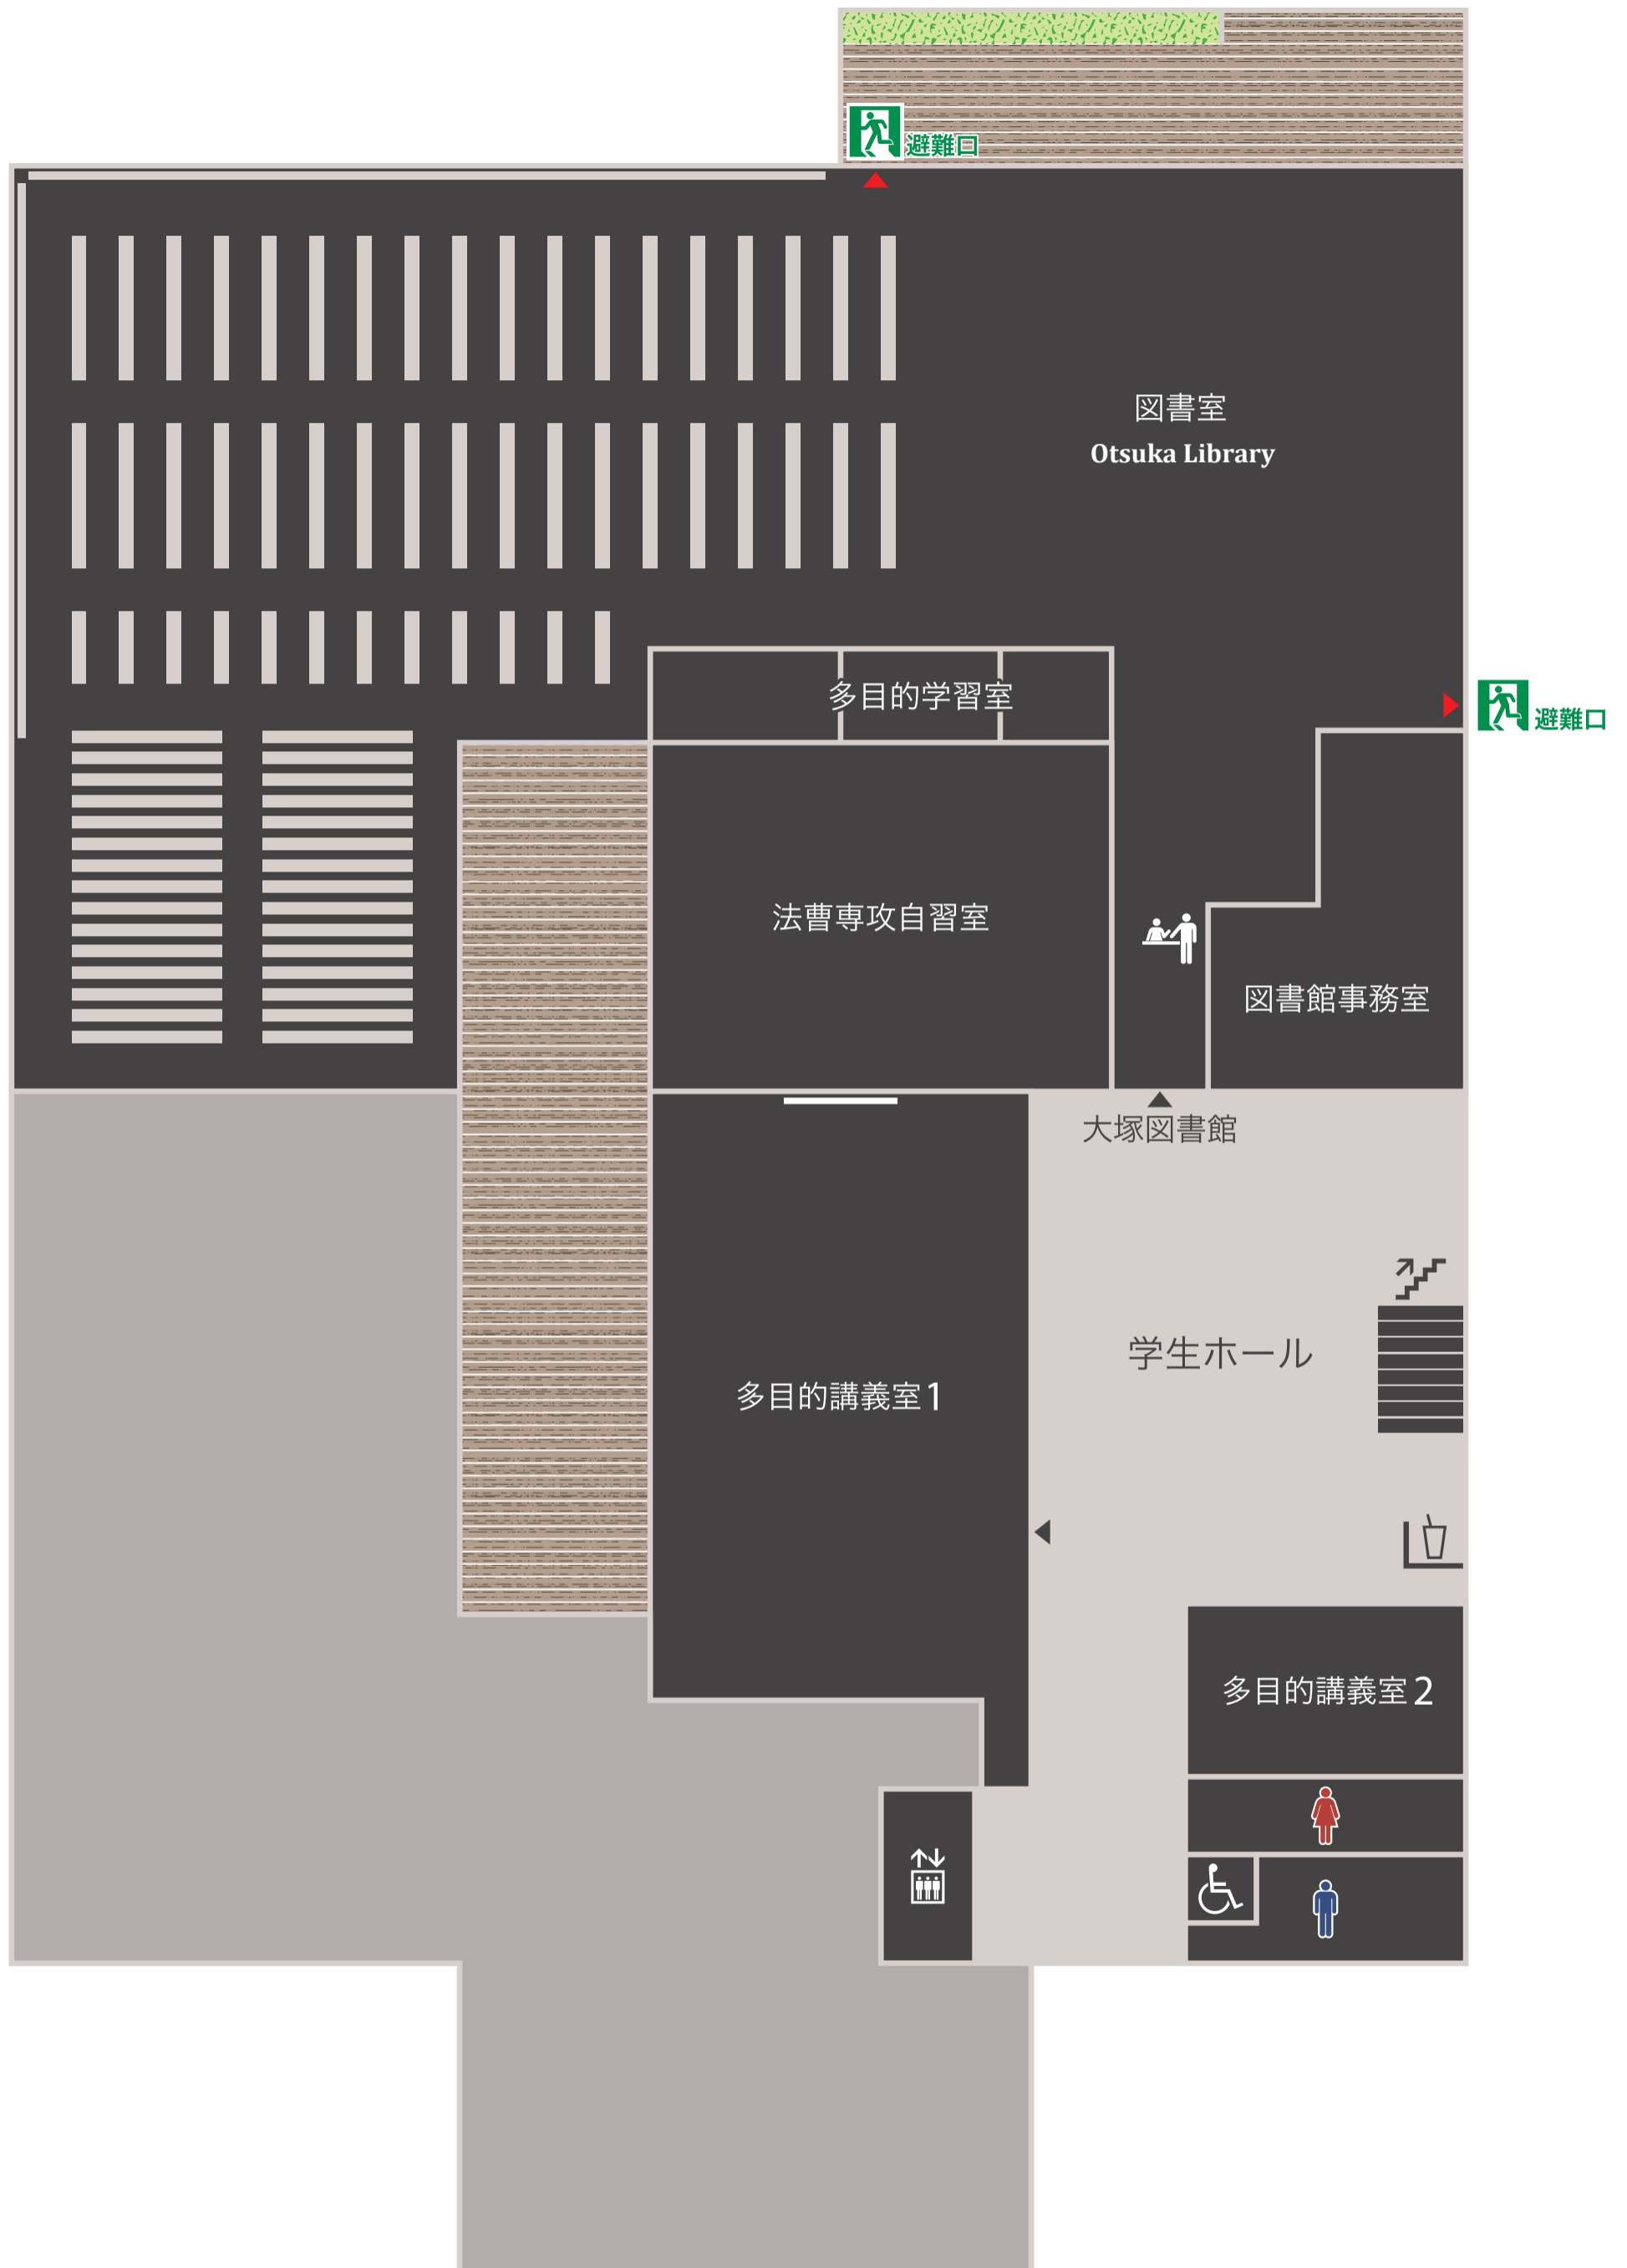 避難口
図書室
Otsuka Library
多目的学習室
避難口
法曹専攻自習室
図書館事務室
大塚図書館
学生ホール
多目的講義室1
多目的講義室2